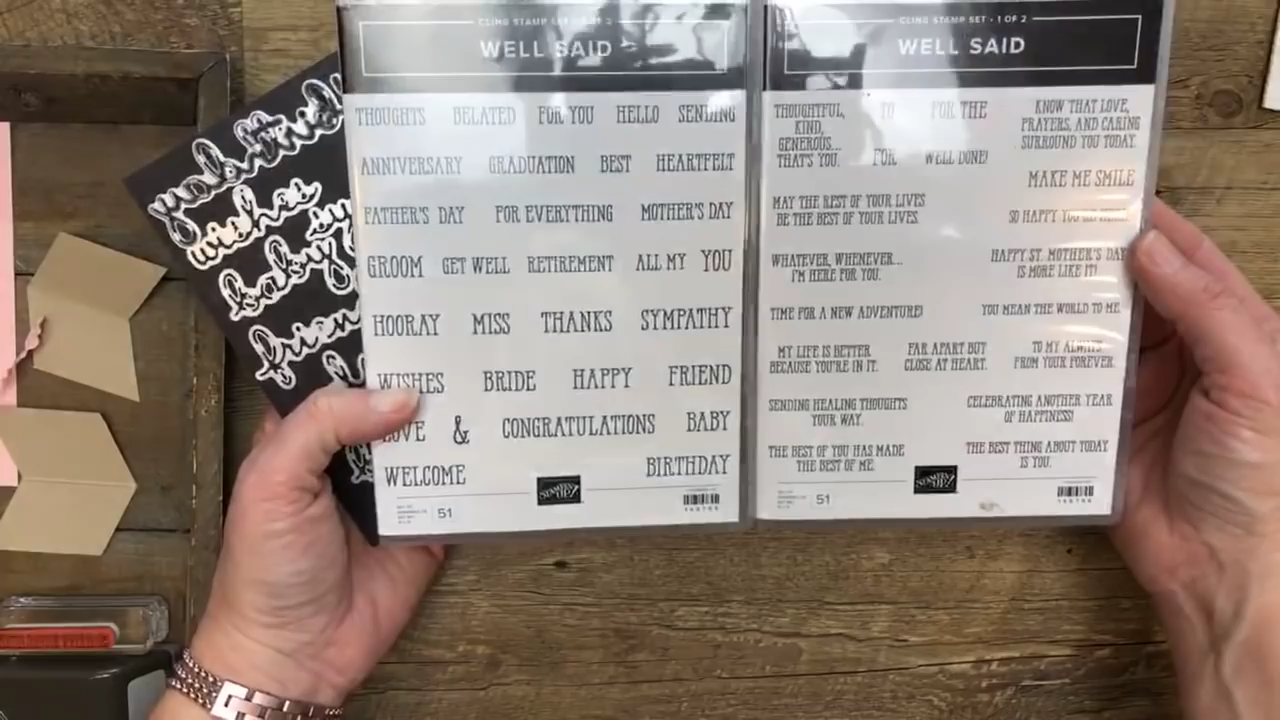 CLING STAMP SET
WELL SAID
THOUGHTS BELATED FOR YOU HELLO SENDING
ANNIVERSARY GRADUATION BEST HEARTFELT
FATHER'S DAY FOR EVERYTHING MOTHER'S DAY
GROOM GET WELL RETIREMENT ALL MY YOU
HOORAY MISS THANKS SYMPATHY
WISHES BRIDE HAPPY FRIEND
LOVE & CONGRATULATIONS BABY
WELCOME BIRTHDAY
STAMPIN' UP!
51
CLING STAMP SET • 1 OF 2
WELL SAID
THOUGHTFUL,
KIND,
GENEROUS...
THAT'S YOU.
TO FOR THE
FOR WELL DONE!
KNOW THAT LOVE,
PRAYERS, AND CARING
SURROUND YOU TODAY.
MAKE ME SMILE
MAY THE REST OF YOUR LIVES
BE THE BEST OF YOUR LIVES.
SO HAPPY
WHATEVER, WHENEVER...
I'M HERE FOR YOU.
HAPPY ST. MOTHER'S DAY
IS MORE LIKE IT!
TIME FOR A NEW ADVENTURE!
YOU MEAN THE WORLD TO ME.
MY LIFE IS BETTER
BECAUSE YOU'RE IN IT.
FAR APART BUT
CLOSE AT HEART.
TO MY ALWAYS
FROM YOUR FOREVER.
SENDING HEALING THOUGHTS
YOUR WAY.
CELEBRATING ANOTHER YEAR
OF HAPPINESS!
THE BEST OF YOU HAS MADE
THE BEST OF ME.
THE BEST THING ABOUT TODAY
IS YOU.
STAMPIN' UP!
51
wishes
baby